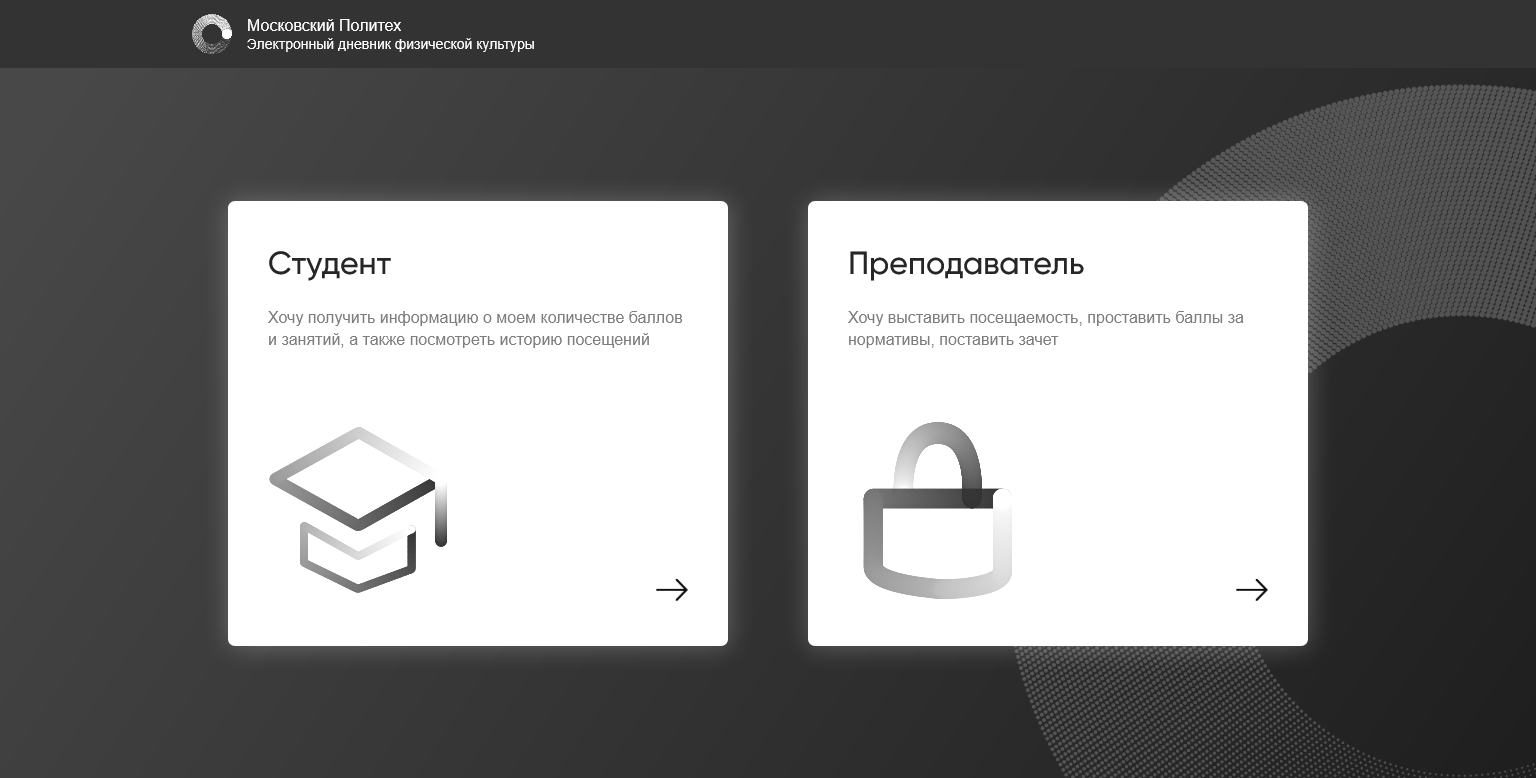 Московский Политех
Электронный дневник физической культуры
Студент
Хочу получить информацию о моем количестве баллов
и занятий, а также посмотреть историю посещений
Преподаватель
Хочу выставить посещаемость, проставить баллы за
нормативы, поставить зачет